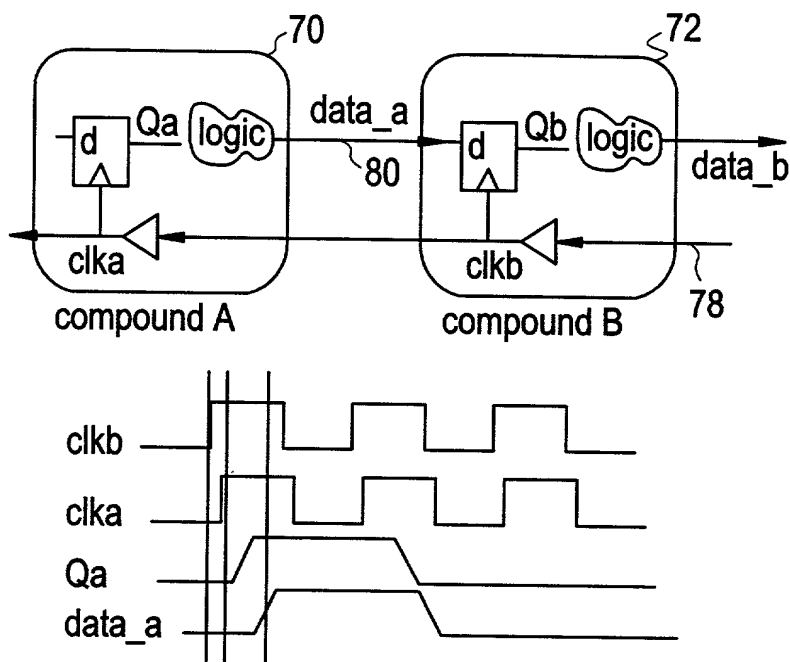 70
72
Qa
logic
data_a
Qb
logic
d
80
d
data_b
clka
clkb
78
compound A
compound B
clkb
clka
Qa
data_a